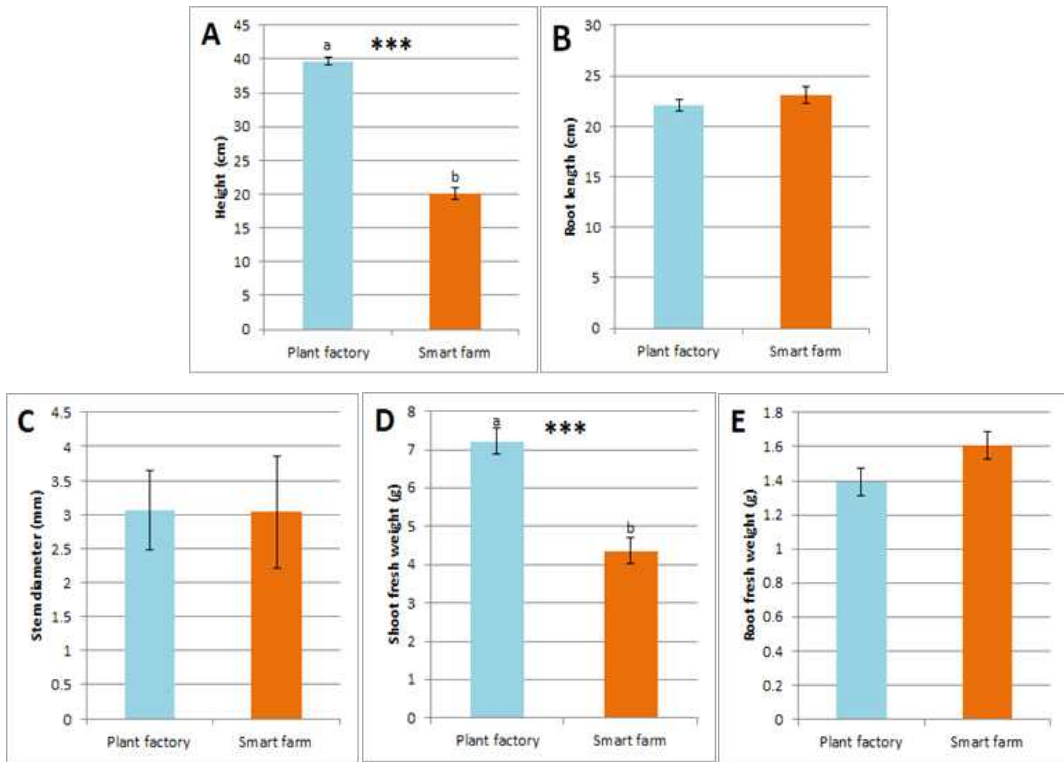 A
Height (cm)
45
40
35
30
25
20
15
10
5
0
a
***
b
Plant factory Smart farm
B
Root length (cm)
30
25
20
15
10
5
0
Plant factory Smart farm
C
Stem diameter (mm)
4.5
4
3.5
3
2.5
2
1.5
1
0.5
0
Plant factory Smart farm
D
Shoot fresh weight (g)
8
7
6
5
4
3
2
1
0
a
***
b
Plant factory Smart farm
E
Root fresh weight (g)
1.8
1.6
1.4
1.2
1
0.8
0.6
0.4
0.2
0
Plant factory Smart farm